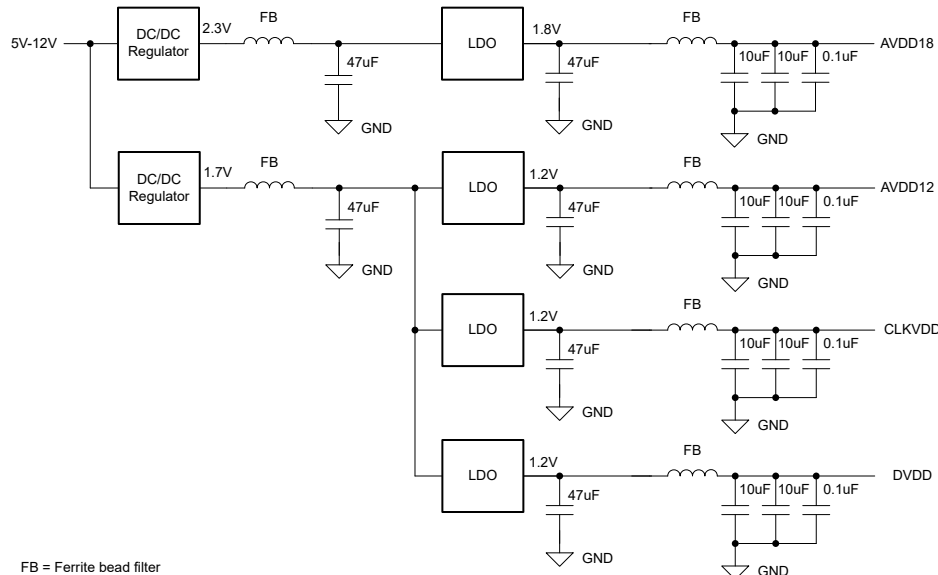 FB
FB
5V-12V
DC/DC
Regulator
2.3V
LDO
1.8V
AVDD18
47uF
47uF
10uF
10uF
0.1uF
GND
GND
GND
FB
FB
DC/DC
Regulator
1.7V
LDO
1.2V
AVDD12
47uF
47uF
10uF
10uF
0.1uF
GND
GND
GND
FB
LDO
1.2V
CLKVDD
47uF
10uF
10uF
0.1uF
GND
GND
FB
LDO
1.2V
DVDD
47uF
10uF
10uF
0.1uF
GND
GND
FB = Ferrite bead filter